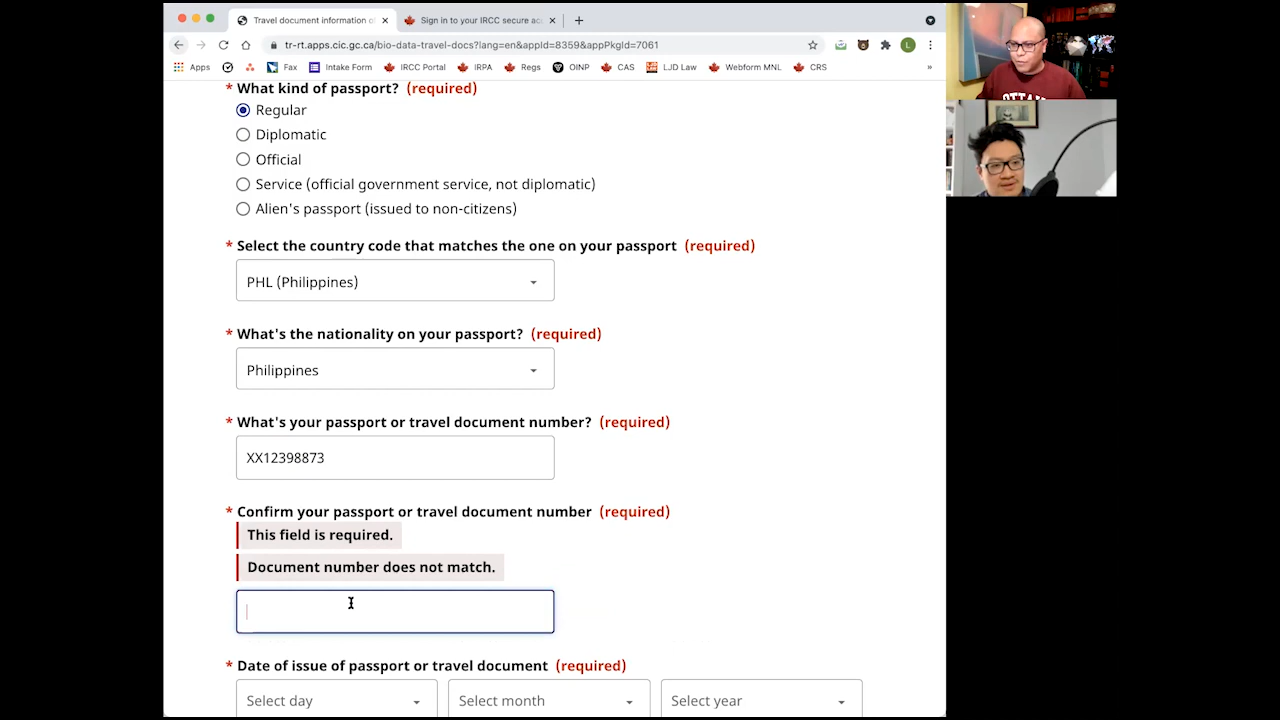 Travel document information o
Sign in to your IRCC secure acc
tr-rt.apps.cic.gc.ca/bio-data-travel-docs?lang=en&appId=8359&appPkgId=7061
L
Apps Fax Intake Form IRCC Portal IRPA Regs OINP CAS LJD Law Webform MNL CRS »
* What kind of passport? (required)
Regular
Diplomatic
Official
Service (official government service, not diplomatic)
Alien's passport (issued to non-citizens)
* Select the country code that matches the one on your passport (required)
PHL (Philippines)
* What's the nationality on your passport? (required)
Philippines
* What's your passport or travel document number? (required)
XX12398873
* Confirm your passport or travel document number (required)
This field is required.
Document number does not match.
* Date of issue of passport or travel document (required)
Select day Select month Select year